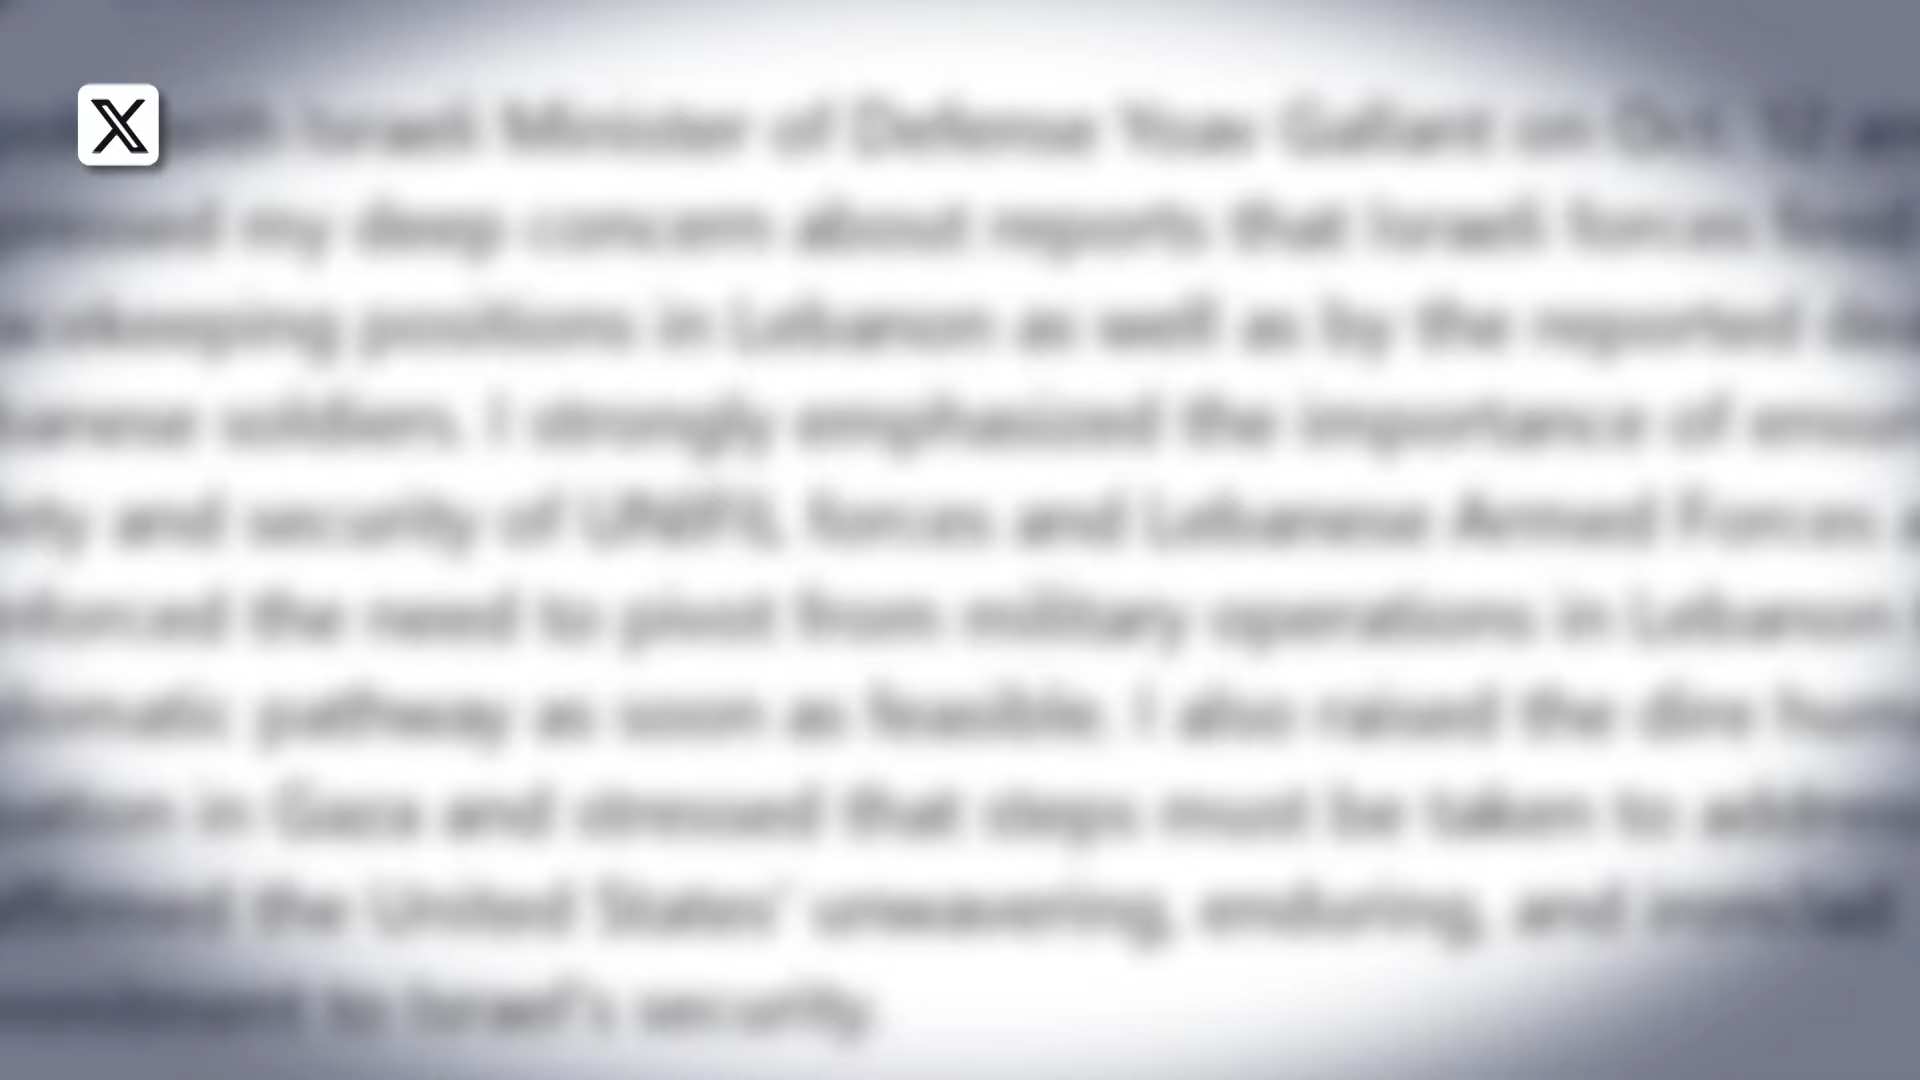 Israeli Minister of Defense Yoav Gallant on Oct. 12
my deep concern about reports that Israeli forces fired
positions in Lebanon as well as by the reported
soldiers. I strongly emphasized the importance of
and security of UNIFIL forces and Lebanese Armed Forces
the need to pivot from military operations in Lebanon
pathway as soon as feasible. I also raised the dire
in Gaza and stressed that steps must be taken to
the United States' unwavering, enduring, and ironclad
to Israel's security.